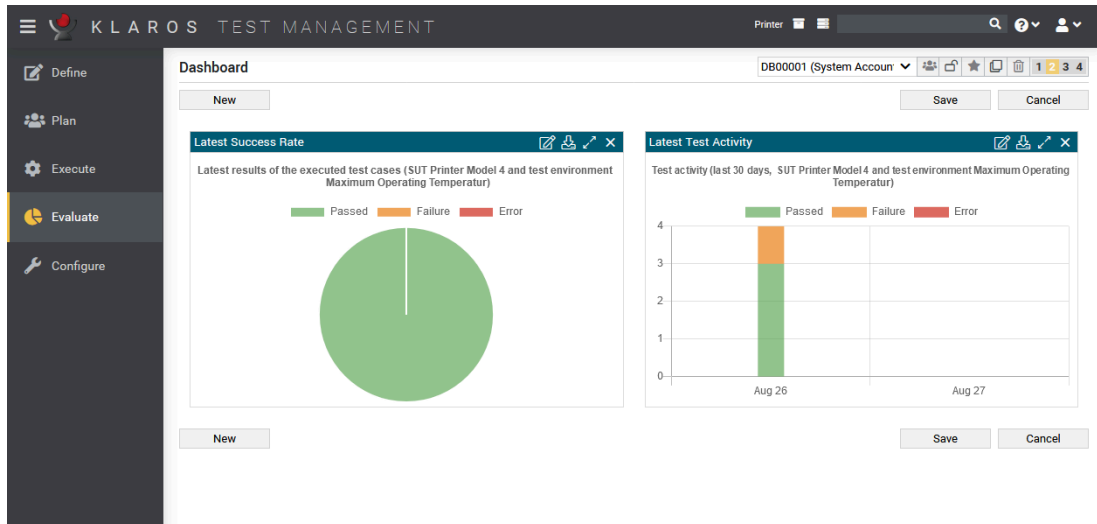 KLAROS TEST MANAGEMENT
Printer
Define
Plan
Execute
Evaluate
Configure
Dashboard
DB00001 (System Accoun
1 2 3 4
New
Save
Cancel
Latest Success Rate
Latest results of the executed test cases (SUT Printer Model 4 and test environment
Maximum Operating Temperatur)
Passed
Failure
Error
Latest Test Activity
Test activity (last 30 days, SUT Printer Model 4 and test environment Maximum Operating
Temperatur)
Passed
Failure
Error
4
3
2
1
0
Aug 26
Aug 27
New
Save
Cancel